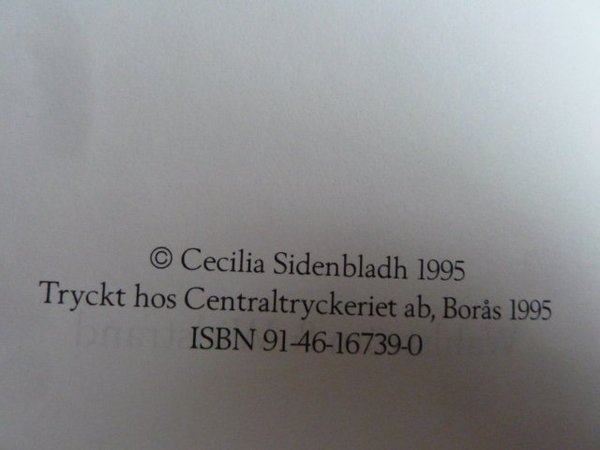 © Cecilia Sidenbladh 1995
Tryckt hos Centraltryckeriet ab, Borås 1995
ISBN 91-46-16739-0